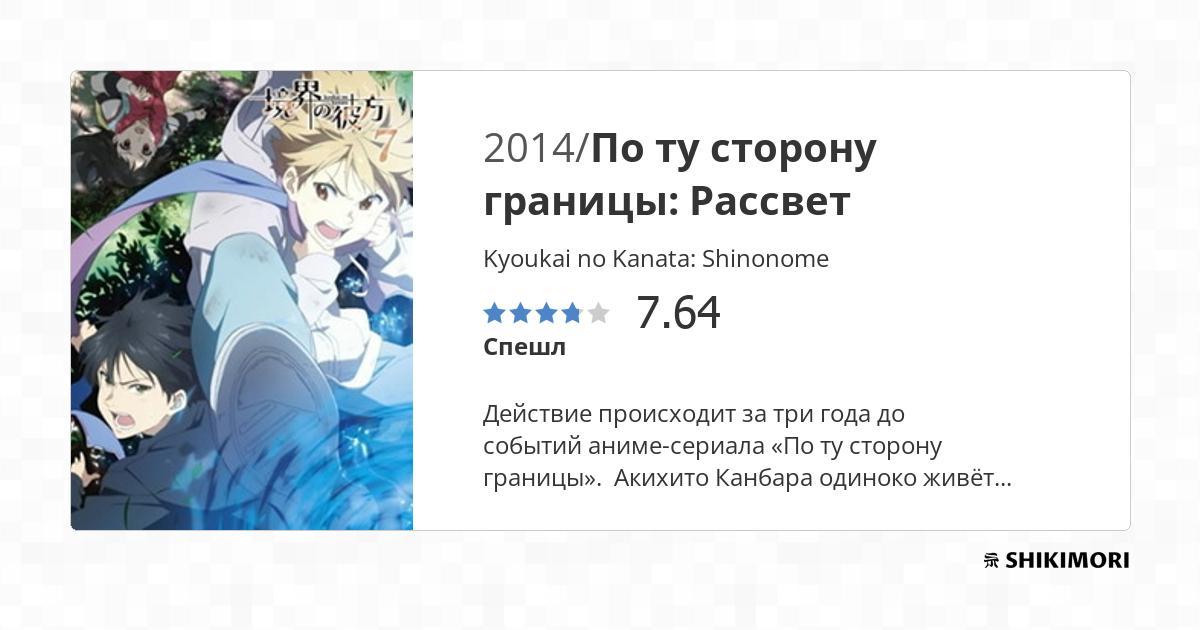 境界の彼方
7
2014/По ту сторону
границы: Рассвет
Kyoukai no Kanata: Shinonome
7.64
Спешл
Действие происходит за три года до
событий аниме-сериала «По ту сторону
границы».  Акихито Канбара одиноко живёт...
SHIKIMORI